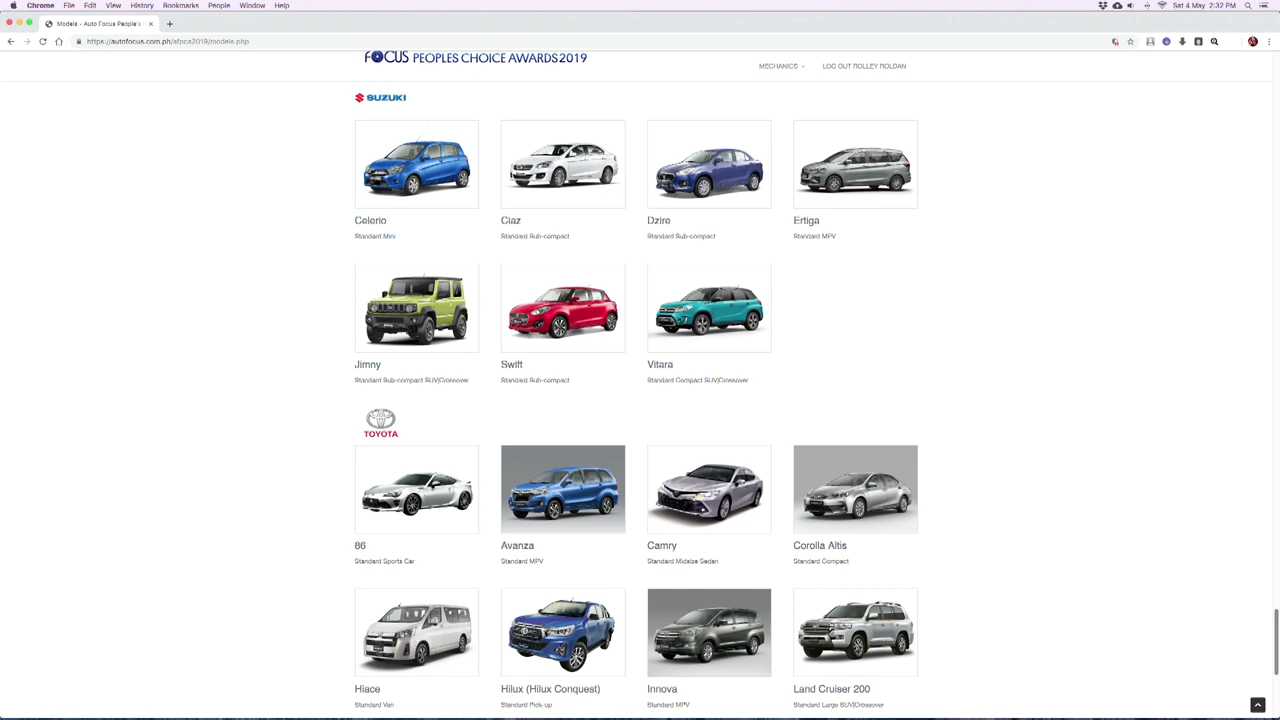 Chrome File Edit View History Bookmarks People Window Help
Sat 4 May 2:32 PM
Models - Auto Focus People's
https://autofocus.com.ph/afpca2019/models.php
FOCUS PEOPLES CHOICE AWARDS 2019
MECHANICS
LOG OUT ROLLEY ROLDAN
SUZUKI
Celerio
Standard Mini
Ciaz
Standard Sub-compact
Dzire
Standard Sub-compact
Ertiga
Standard MPV
Jimny
Standard Sub-compact SUV|Crossover
Swift
Standard Sub-compact
Vitara
Standard Compact SUV|Crossover
TOYOTA
86
Standard Sports Car
Avanza
Standard MPV
Camry
Standard Midsize Sedan
Corolla Altis
Standard Compact
Hiace
Standard Van
Hilux (Hilux Conquest)
Standard Pick-up
Innova
Standard MPV
Land Cruiser 200
Standard Large SUV|Crossover